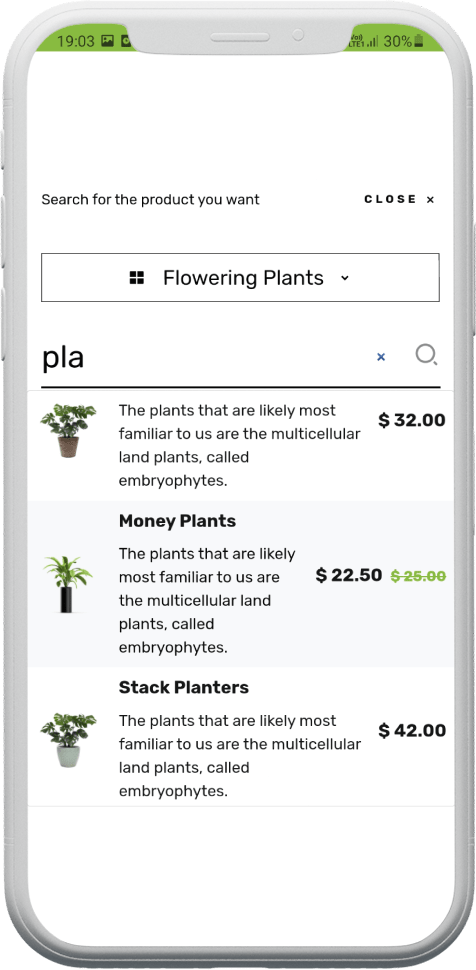 19:03 30%
Search for the product you want CLOSE ×
Flowering Plants
pla ×
The plants that are likely most
familiar to us are the multicellular
land plants, called
embryophytes.
$ 32.00
Money Plants
The plants that are likely
most familiar to us are
the multicellular land
plants, called
embryophytes.
$ 22.50 $ 25.00
Stack Planters
The plants that are likely most
familiar to us are the multicellular
land plants, called
embryophytes.
$ 42.00